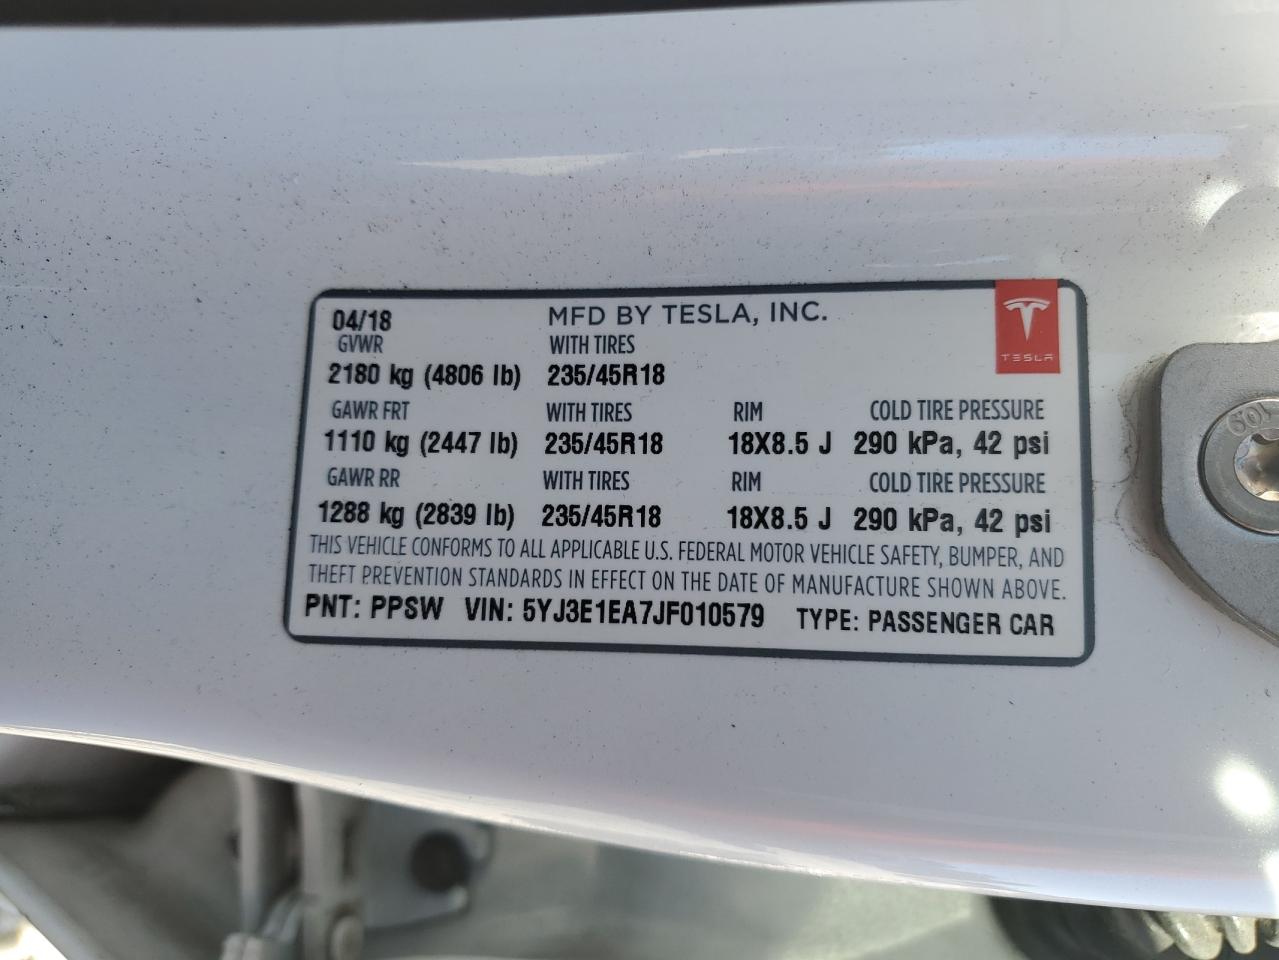 04/18 MFD BY TESLA, INC.
TESLA
GVWR WITH TIRES
2180 kg (4806 lb) 235/45R18
GAWR FRT WITH TIRES RIM COLD TIRE PRESSURE
1110 kg (2447 lb) 235/45R18 18X8.5 J 290 kPa, 42 psi
GAWR RR WITH TIRES RIM COLD TIRE PRESSURE
1288 kg (2839 lb) 235/45R18 18X8.5 J 290 kPa, 42 psi
THIS VEHICLE CONFORMS TO ALL APPLICABLE U.S. FEDERAL MOTOR VEHICLE SAFETY, BUMPER, AND
THEFT PREVENTION STANDARDS IN EFFECT ON THE DATE OF MANUFACTURE SHOWN ABOVE.
PNT: PPSW VIN: 5YJ3E1EA7JF010579 TYPE: PASSENGER CAR